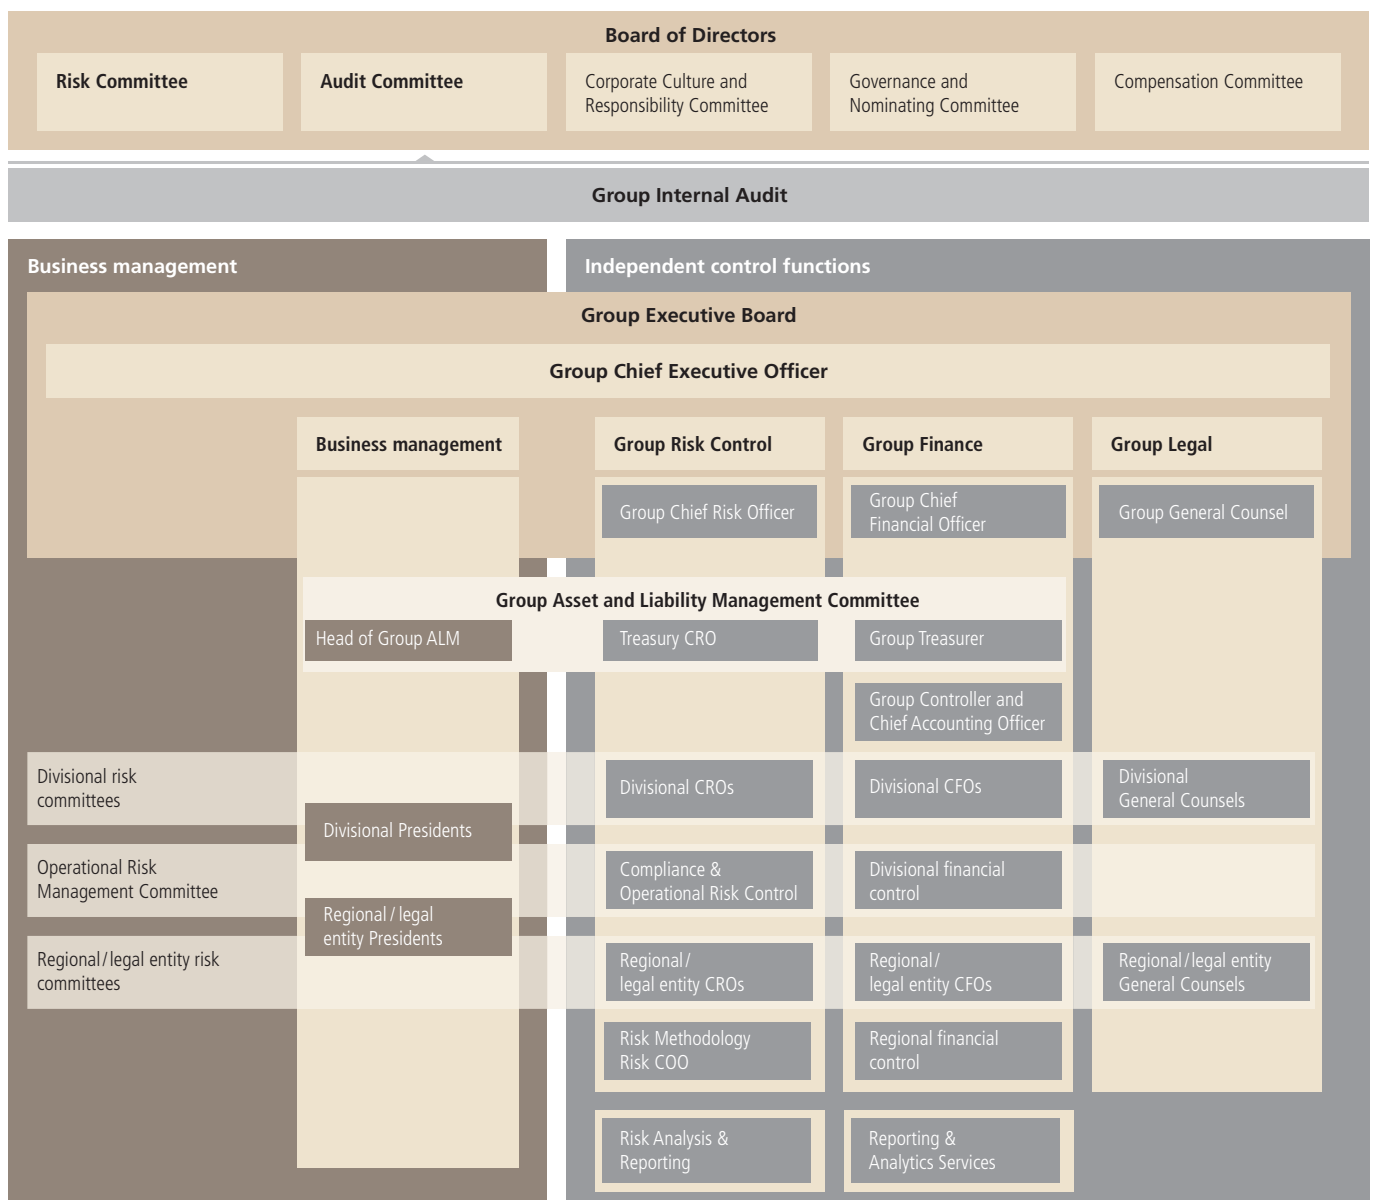 Board of Directors
Risk Committee
Audit Committee
Corporate Culture and
Responsibility Committee
Governance and
Nominating Committee
Compensation Committee
Group Internal Audit
Business management
Independent control functions
Group Executive Board
Group Chief Executive Officer
Business management
Group Risk Control
Group Finance
Group Legal
Group Chief Risk Officer
Group Chief
Financial Officer
Group General Counsel
Group Asset and Liability Management Committee
Head of Group ALM
Treasury CRO
Group Treasurer
Group Controller and
Chief Accounting Officer
Divisional risk
committees
Divisional Presidents
Divisional CROs
Divisional CFOs
Divisional
General Counsels
Operational Risk
Management Committee
Compliance &
Operational Risk Control
Divisional financial
control
Regional / legal
entity Presidents
Regional/legal entity risk
committees
Regional/
legal entity CROs
Regional/
legal entity CFOs
Regional/legal entity
General Counsels
Risk Methodology
Risk COO
Regional financial
control
Risk Analysis &
Reporting
Reporting &
Analytics Services